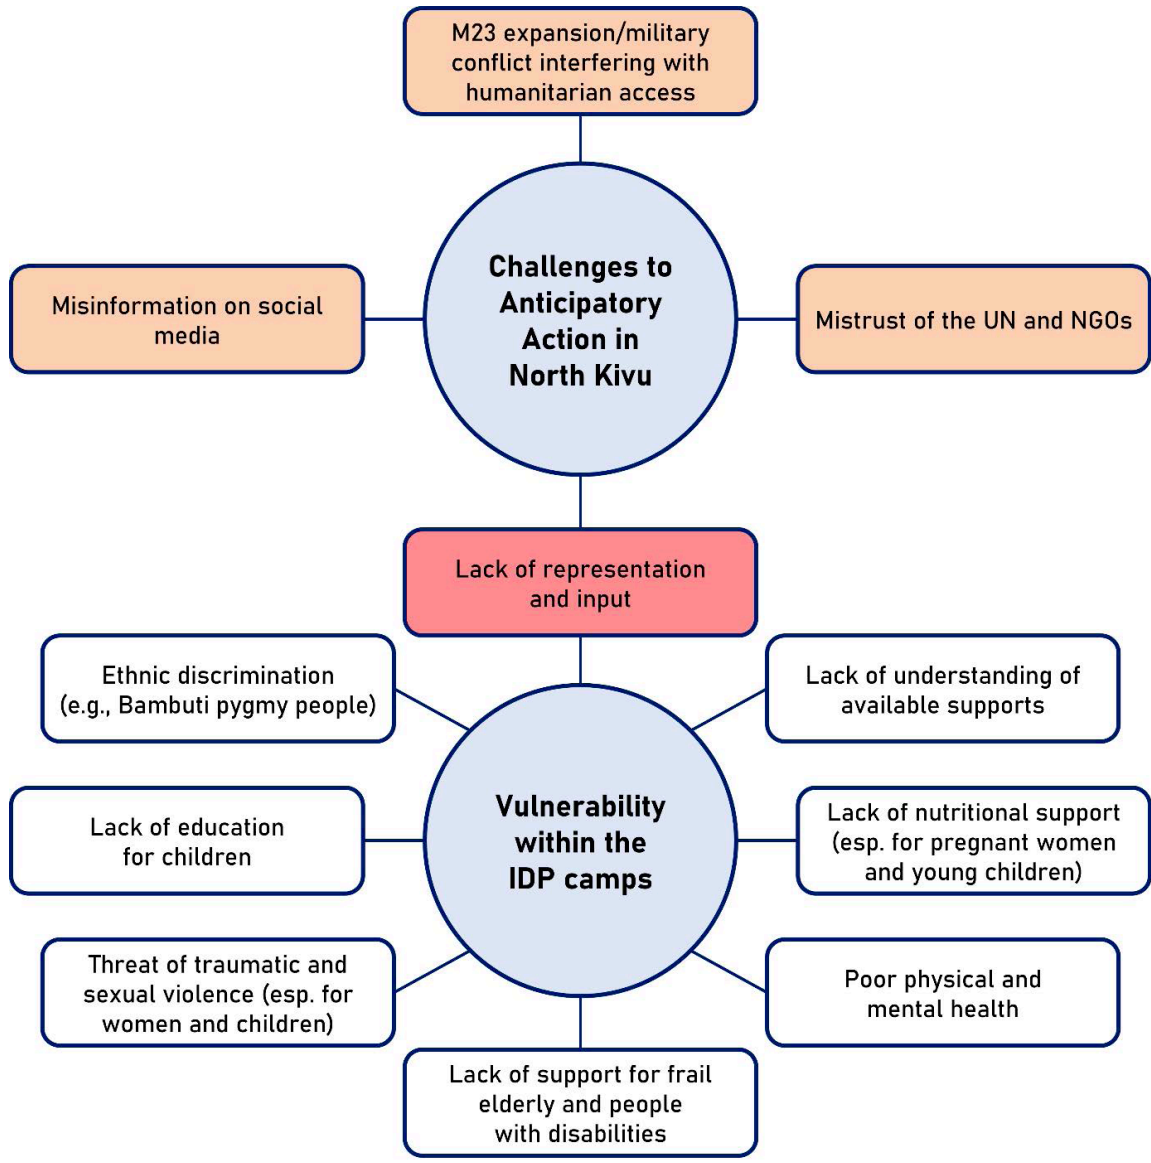 M23 expansion/military
conflict interfering with
humanitarian access
Challenges to
Anticipatory
Action in
North Kivu
Misinformation on social
media
Mistrust of the UN and NGOs
Lack of representation
and input
Ethnic discrimination
(e.g., Bambuti pygmy people)
Lack of understanding of
available supports
Vulnerability
within the
IDP camps
Lack of education
for children
Lack of nutritional support
(esp. for pregnant women
and young children)
Threat of traumatic and
sexual violence (esp. for
women and children)
Poor physical and
mental health
Lack of support for frail
elderly and people
with disabilities